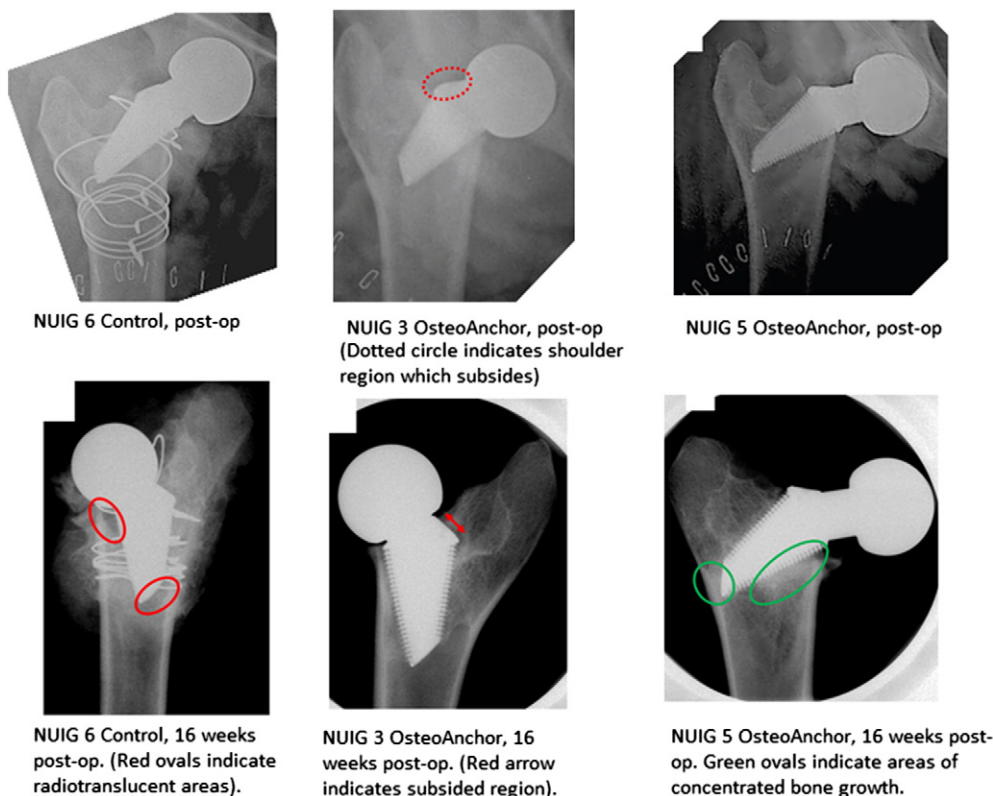 NUIG 6 Control, post-op
NUIG 3 OsteoAnchor, post-op
(Dotted circle indicates shoulder
region which subsides)
NUIG 5 OsteoAnchor, post-op
NUIG 6 Control, 16 weeks
post-op. (Red ovals indicate
radiotranslucent areas).
NUIG 3 OsteoAnchor, 16
weeks post-op. (Red arrow
indicates subsided region).
NUIG 5 OsteoAnchor, 16 weeks post-
op. Green ovals indicate areas of
concentrated bone growth.